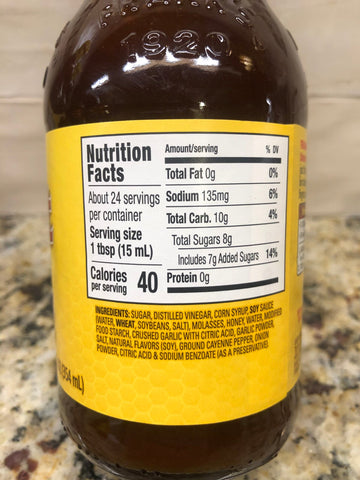 1920
Nutrition
Facts
About 24 servings
per container
Serving size
1 tbsp (15 mL)
Calories 40
per serving
Amount/serving % DV
Total Fat 0g 0%
Sodium 135mg 6%
Total Carb. 10g 4%
Total Sugars 8g
Includes 7g Added Sugars 14%
Protein 0g
INGREDIENTS: SUGAR, DISTILLED VINEGAR, CORN SYRUP, SOY SAUCE
(WATER, WHEAT, SOYBEANS, SALT), MOLASSES, HONEY, WATER, MODIFIED
FOOD STARCH, CRUSHED GARLIC WITH CITRIC ACID, GARLIC POWDER,
SALT, NATURAL FLAVORS (SOY), GROUND CAYENNE PEPPER, ONION
POWDER, CITRIC ACID & SODIUM BENZOATE (AS A PRESERVATIVE).
mL)